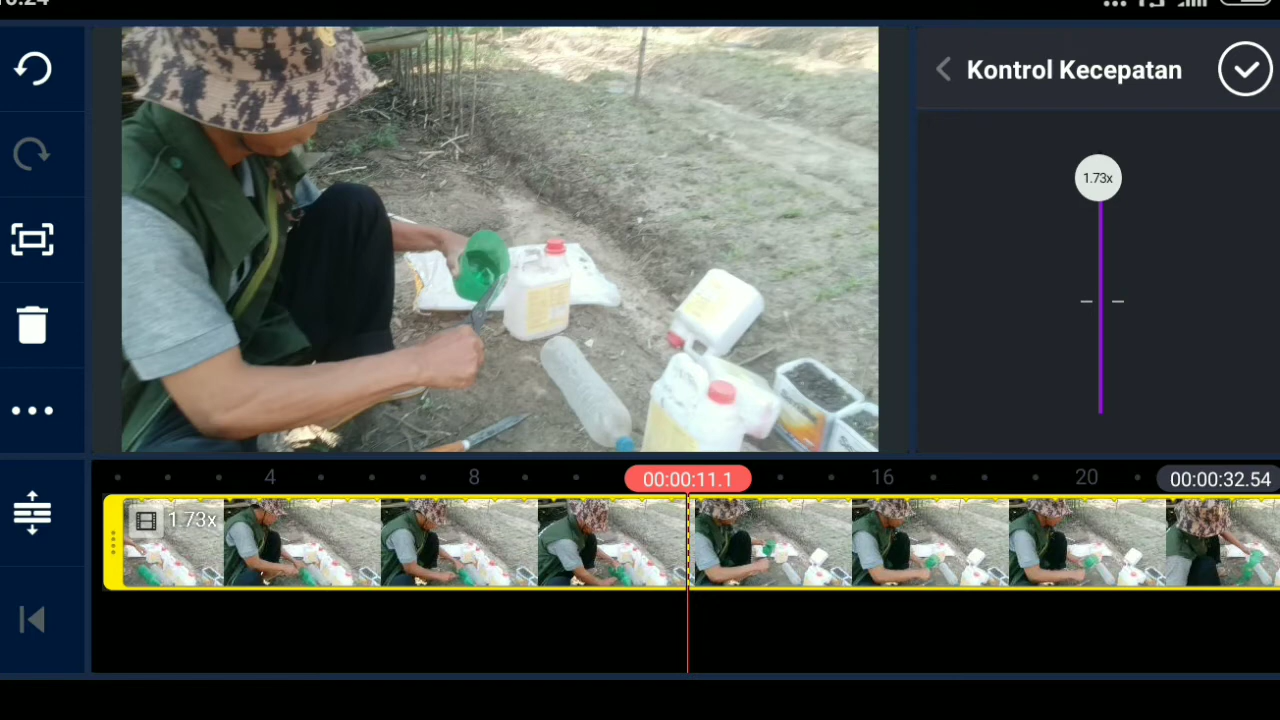 Kontrol Kecepatan
1.73x
4
8
00:00:11.1
16
20
00:00:32.54
1.73x